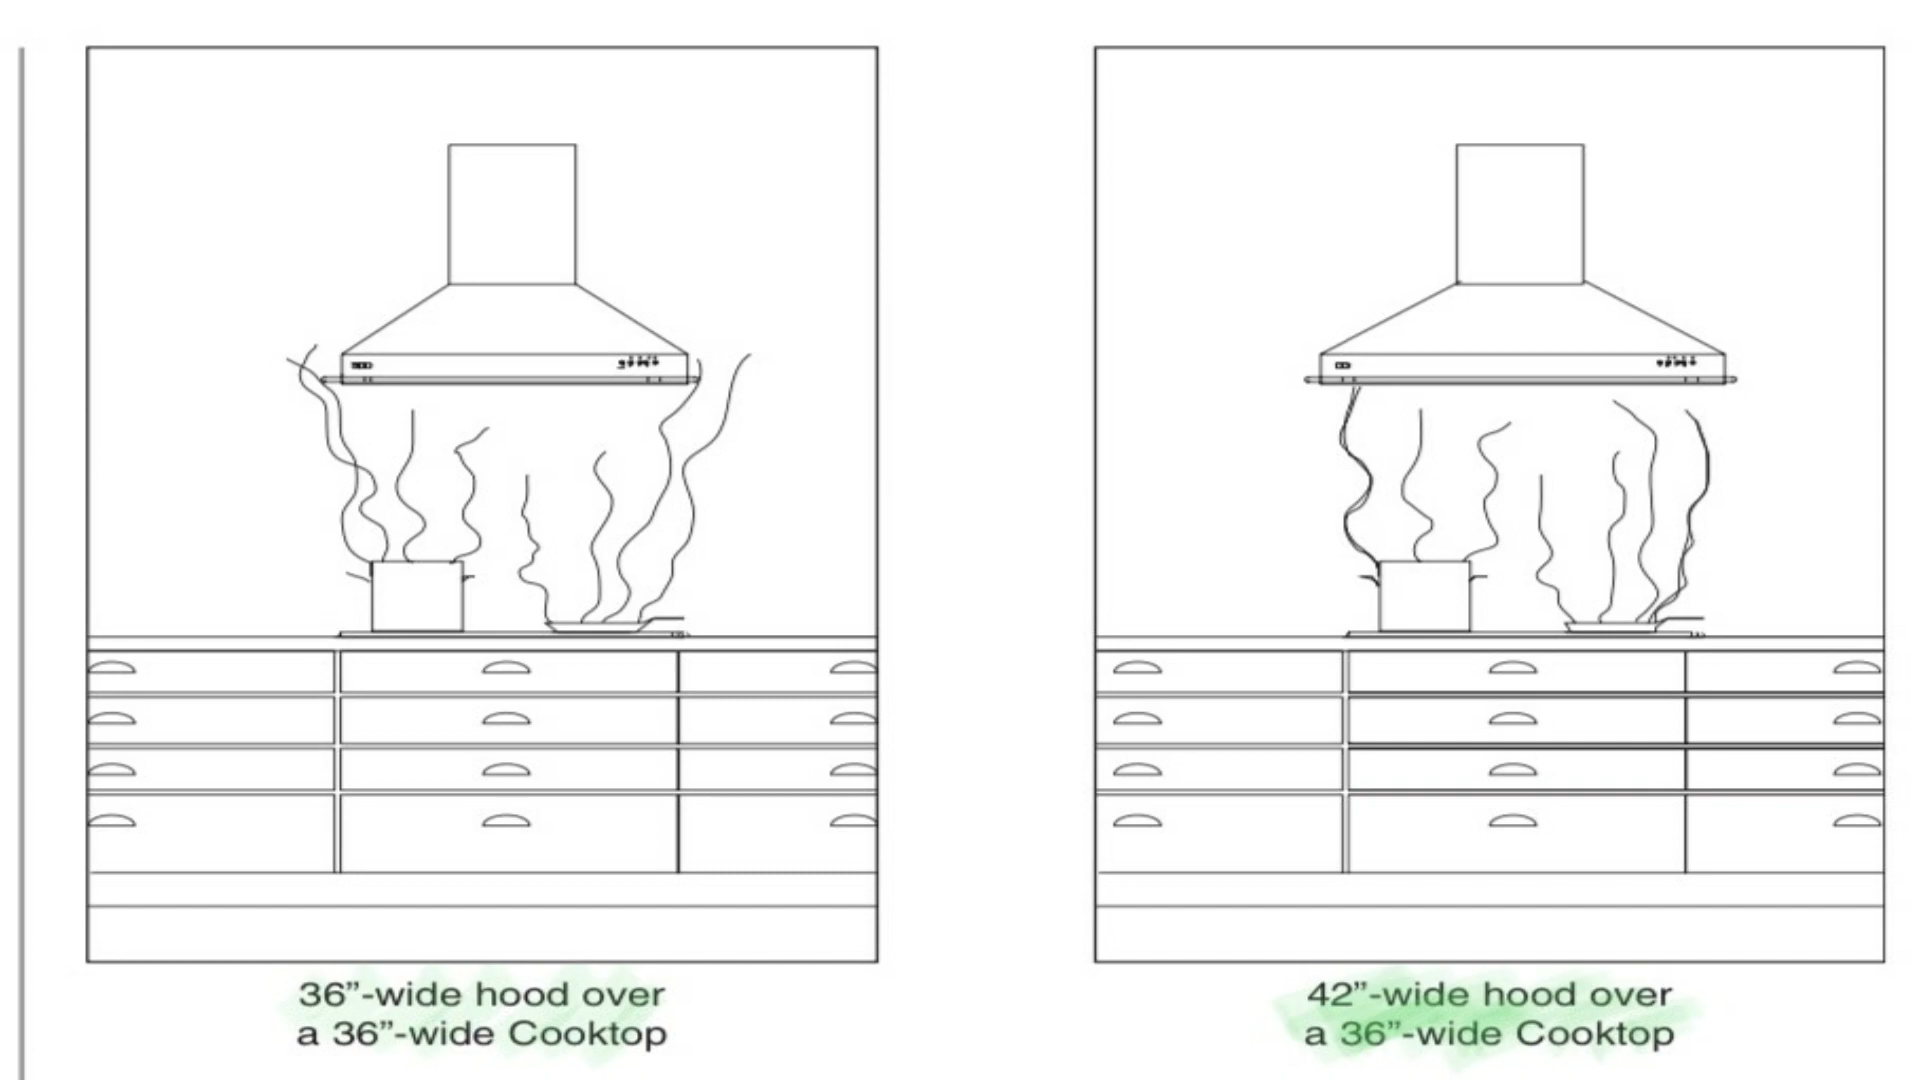 36”-wide hood over
a 36”-wide Cooktop
42”-wide hood over
a 36”-wide Cooktop